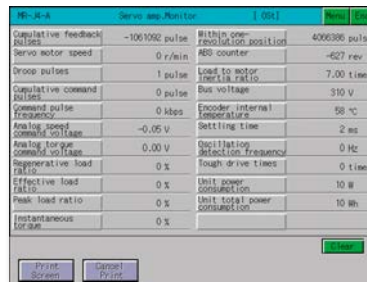 MR-J4-A Servo amp.Monitor [ OSt] Menu En
Cumulative feedback pulses -1061092 pulse
Within one-revolution position 4066386 puls
Servo motor speed 0 r/min
ABS counter -627 rev
Droop pulses 1 pulse
Load to motor inertia ratio 7.00 time
Cumulative command pulses 0 pulse
Bus voltage 310 V
Command pulse frequency 0 kbps
Encoder internal temperature 58 ℃
Analog speed command voltage -0.05 V
Settling time 2 ms
Analog torque command voltage 0.00 V
Oscillation detection frequency 0 Hz
Regenerative load ratio 0 %
Tough drive times 0 time
Effective load ratio 0 %
Unit power consumption 10 W
Peak load ratio 0 %
Unit total power consumption 10 Wh
Instantaneous torque 0 %
Clear
Print Screen
Cancel Print